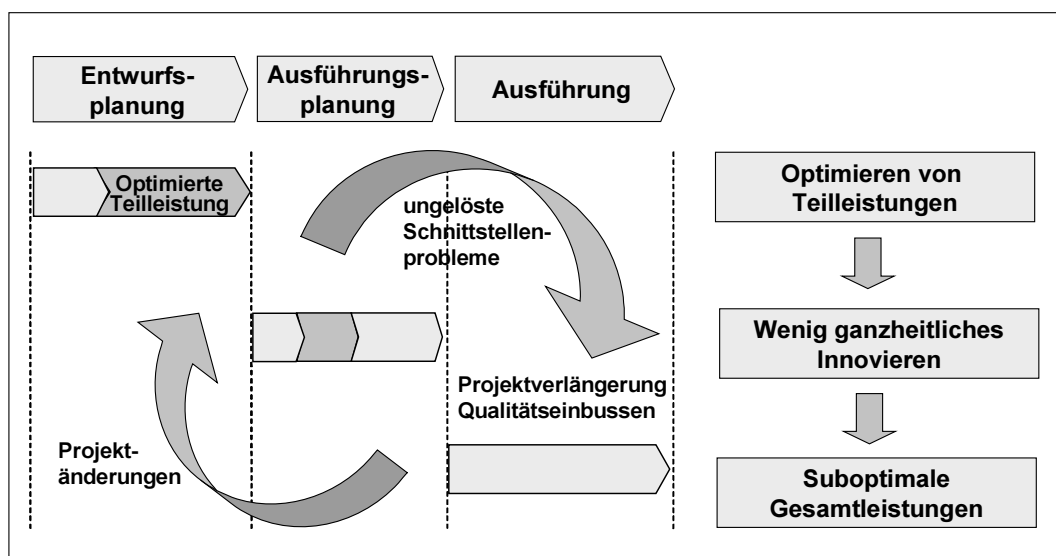 Entwurfs-
planung
Ausführungs-
planung
Ausführung
Optimierte
Teilleistung
ungelöste
Schnittstellen-
probleme
Projektverlängerung
Qualitätseinbussen
Projekt-
änderungen
Optimieren von
Teilleistungen
Wenig ganzheitliches
Innovieren
Suboptimale
Gesamtleistungen